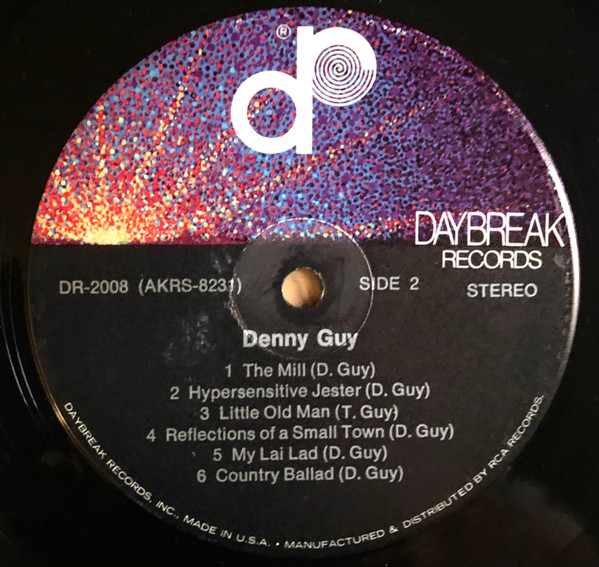 ®
dr
DAYBREAK
RECORDS
DR-2008 (AKRS-8231) SIDE 2 STEREO
Denny Guy
1 The Mill (D. Guy)
2 Hypersensitive Jester (D. Guy)
3 Little Old Man (T. Guy)
4 Reflections of a Small Town (D. Guy)
5 My Lai Lad (D. Guy)
6 Country Ballad (D. Guy)
DAYBREAK RECORDS, INC., MADE IN U.S.A. • MANUFACTURED & DISTRIBUTED BY RCA RECORDS.